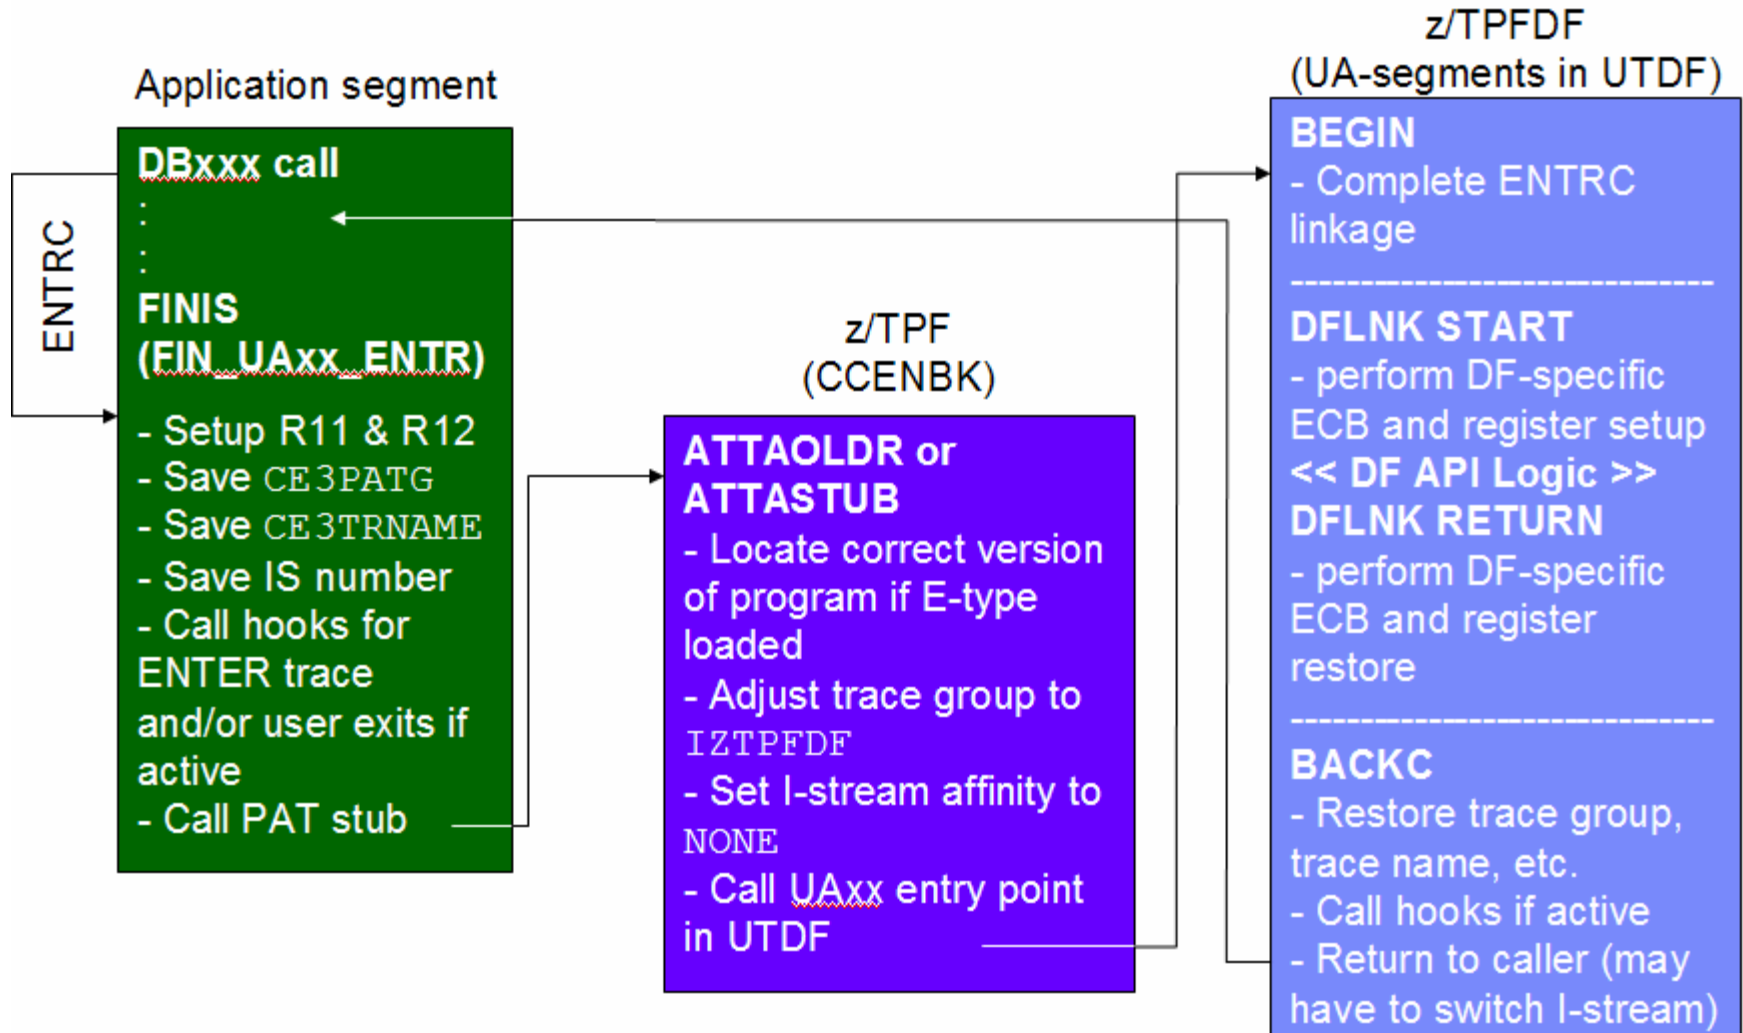 Application segment
ENTRC
DBxxx call
:
:
FINIS
(FIN_UAxx_ENTR)
- Setup R11 & R12
- Save CE3PATG
- Save CE3TRNAME
- Save IS number
- Call hooks for
ENTER trace
and/or user exits if
active
- Call PAT stub
z/TPF
(CCENBK)
ATTAOLDR or
ATTASTUB
- Locate correct version
of program if E-type
loaded
- Adjust trace group to
IZTPFDF
- Set I-stream affinity to
NONE
- Call UAxx entry point
in UTDF
z/TPFDF
(UA-segments in UTDF)
BEGIN
- Complete ENTRC
linkage
--------------------------------
DFLNK START
- perform DF-specific
ECB and register setup
<< DF API Logic >>
DFLNK RETURN
- perform DF-specific
ECB and register
restore
--------------------------------
BACKC
- Restore trace group,
trace name, etc.
- Call hooks if active
- Return to caller (may
have to switch I-stream)